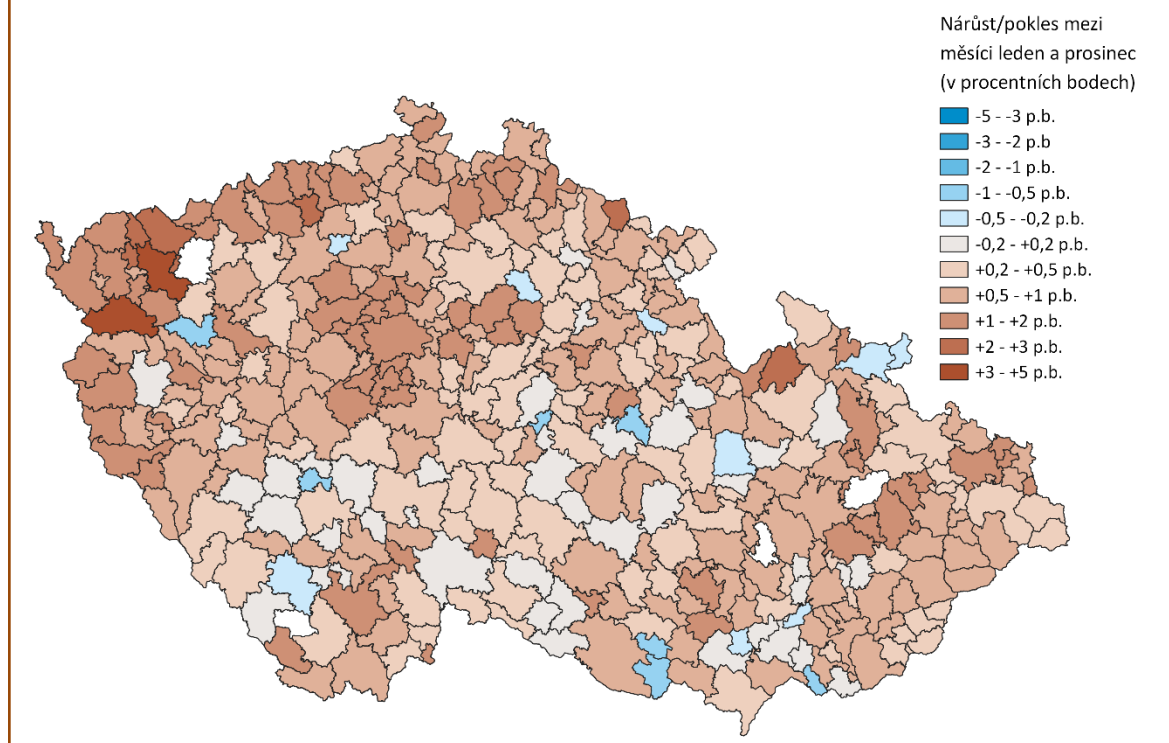 Nárůst/pokles mezi
měsíci leden a prosinec
(v procentních bodech)
-5 - -3 p.b.
-3 - -2 p.b
-2 - -1 p.b.
-1 - -0,5 p.b.
-0,5 - -0,2 p.b.
-0,2 - +0,2 p.b.
+0,2 - +0,5 p.b.
+0,5 - +1 p.b.
+1 - +2 p.b.
+2 - +3 p.b.
+3 - +5 p.b.